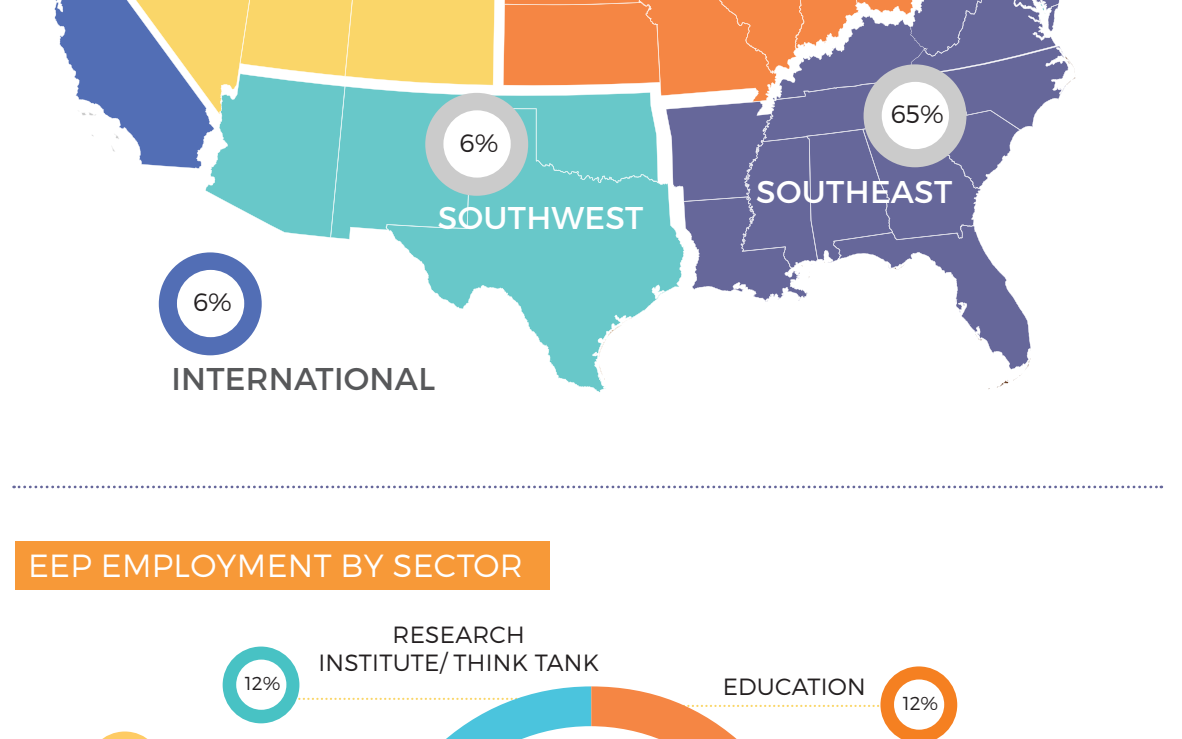 65%
6%
SOUTHEAST
SOUTHWEST
6%
INTERNATIONAL
EEP EMPLOYMENT BY SECTOR
RESEARCH
INSTITUTE/ THINK TANK
12%
EDUCATION
12%